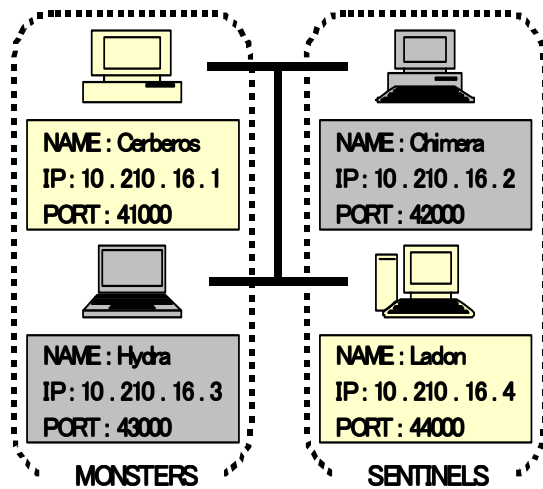 NAME : Cerberos
IP : 10 . 210 . 16 . 1
PORT : 41000
NAME : Chimera
IP : 10 . 210 . 16 . 2
PORT : 42000
NAME : Hydra
IP : 10 . 210 . 16 . 3
PORT : 43000
NAME : Ladon
IP : 10 . 210 . 16 . 4
PORT : 44000
MONSTERS
SENTINELS